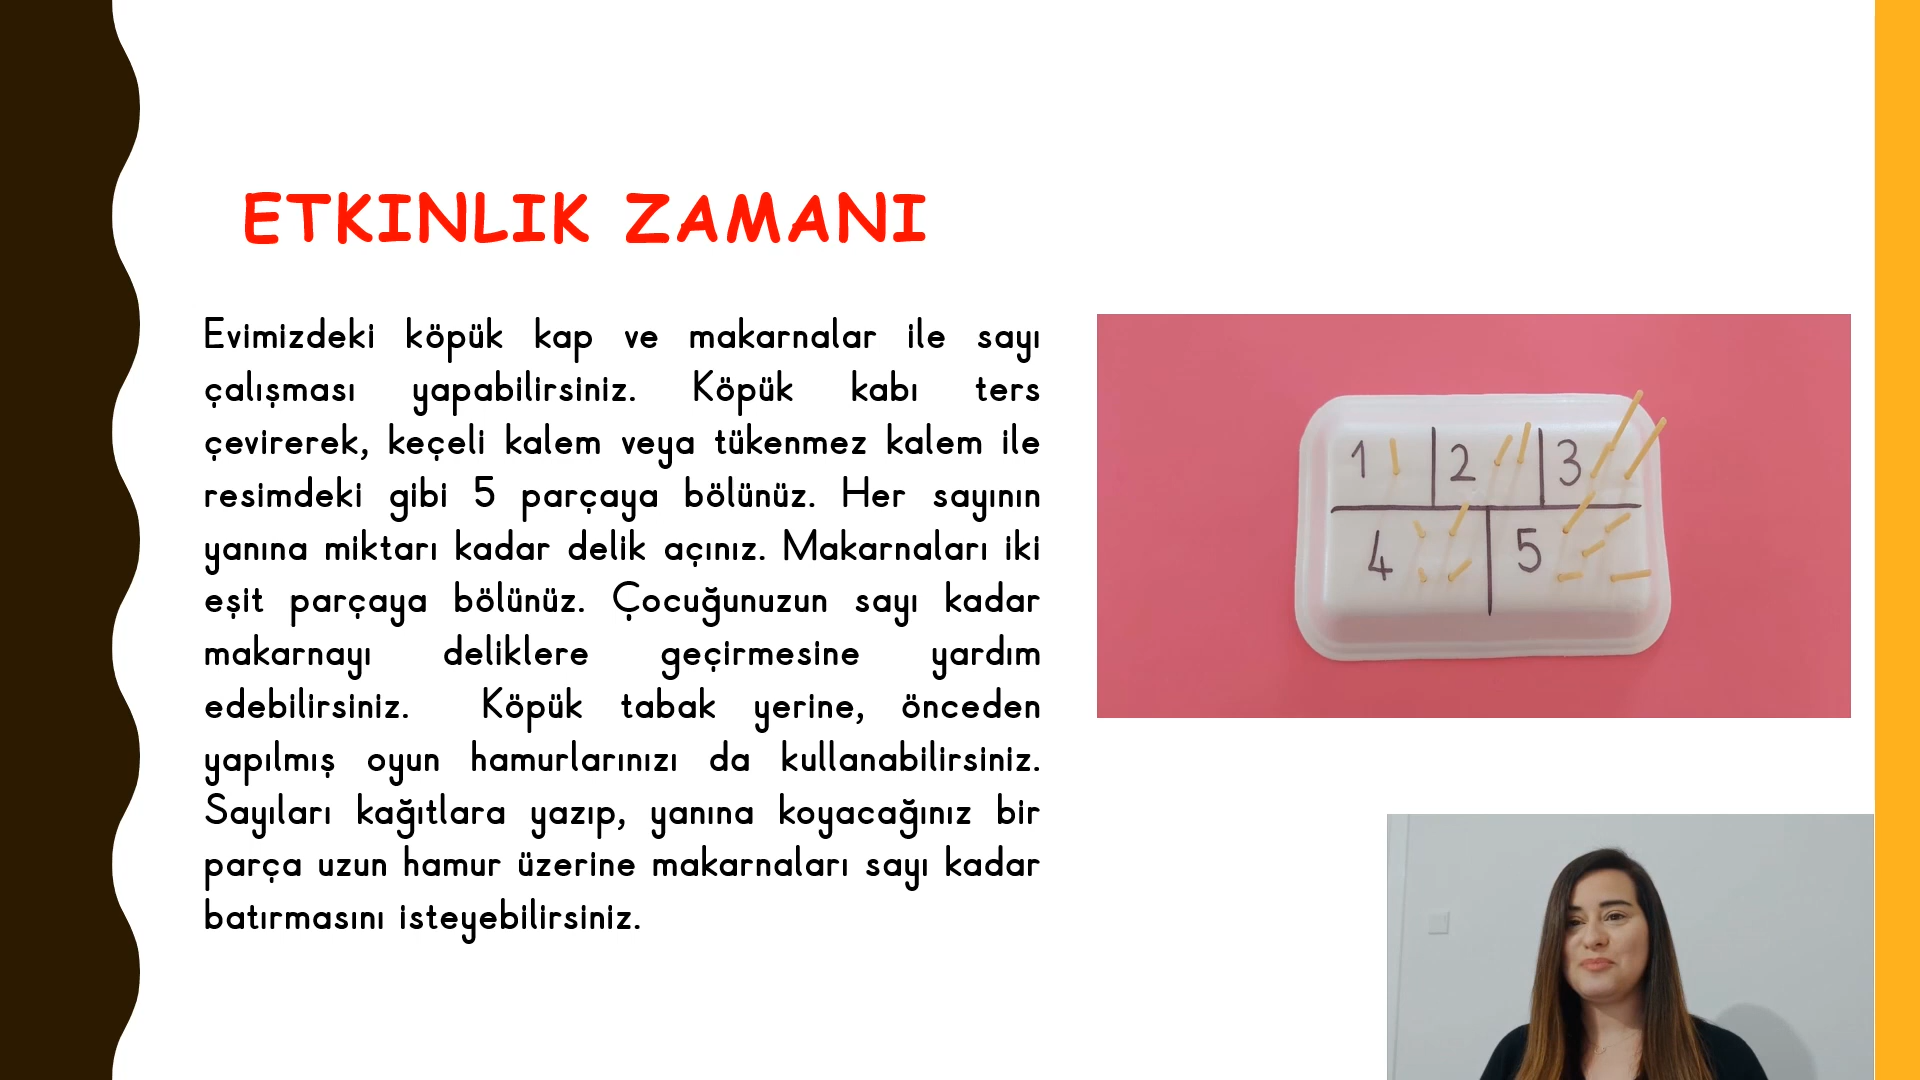 ETKINLIK ZAMANI
Evimizdeki köpük kap ve makarnalar ile sayı
çalışması yapabilirsiniz. Köpük kabı ters
çevirerek, keçeli kalem veya tükenmez kalem ile
resimdeki gibi 5 parçaya bölünüz. Her sayının
yanına miktarı kadar delik açınız. Makarnaları iki
eşit parçaya bölünüz. Çocuğunuzun sayı kadar
makarnayı deliklere geçirmesine yardım
edebilirsiniz. Köpük tabak yerine, önceden
yapılmış oyun hamurlarınızı da kullanabilirsiniz.
Sayıları kağıtlara yazıp, yanına koyacağınız bir
parça uzun hamur üzerine makarnaları sayı kadar
batırmasını isteyebilirsiniz.
1 2 3
4 5